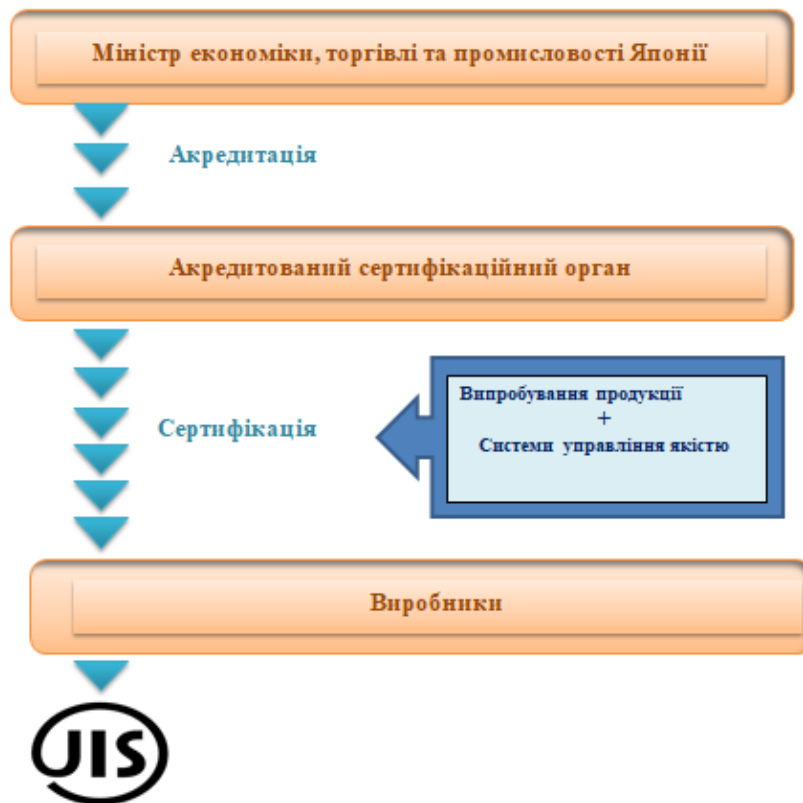 Міністр економіки, торгівлі та промисловості Японії
Акредитація
Акредитований сертифікаційний орган
Випробування продукції
+
Системи управління якістю
Сертифікація
Виробники
JIS